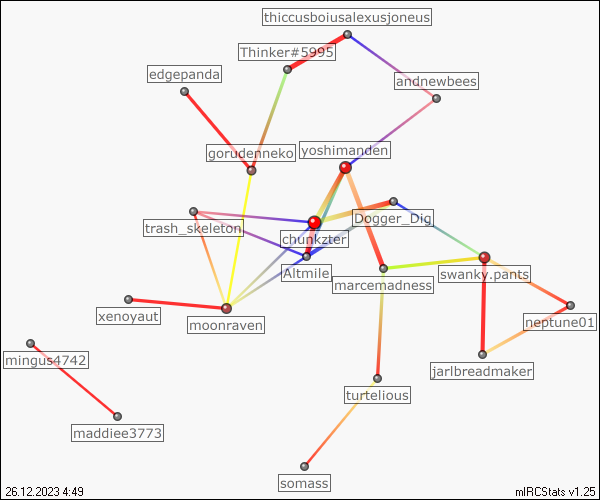 thiccusboiusalexusjoneus
Thinker#5995
edgepanda
andnewbees
yoshimanden
gorudenneko
Dogger_Dig
trash_skeleton
chunkzter
Altmile
swanky.pants
marcemadness
xenoyaut
moonraven
neptune01
mingus4742
jarlbreadmaker
turtelious
maddiee3773
somass
26.12.2023 4:49
mIRCStats v1.25